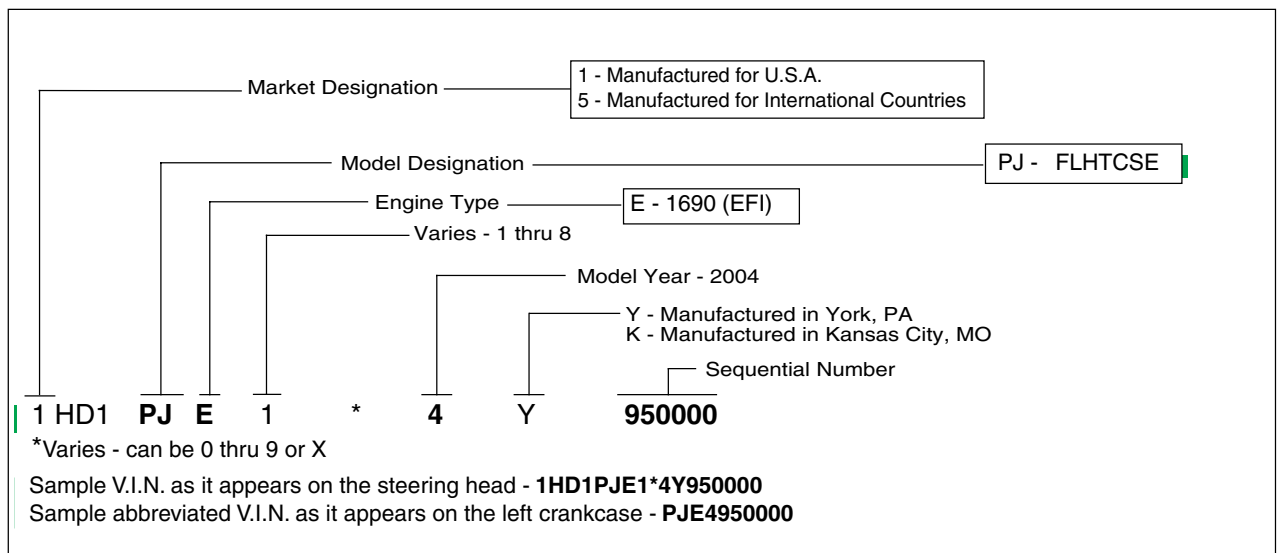 Market Designation
1 - Manufactured for U.S.A.
5 - Manufactured for International Countries
Model Designation
PJ - FLHTCSE
Engine Type
E - 1690 (EFI)
Varies - 1 thru 8
Model Year - 2004
Y - Manufactured in York, PA
K - Manufactured in Kansas City, MO
Sequential Number
1 HD1 PJ E 1 * 4 Y 950000
*Varies - can be 0 thru 9 or X
Sample V.I.N. as it appears on the steering head - 1HD1PJE1*4Y950000
Sample abbreviated V.I.N. as it appears on the left crankcase - PJE4950000